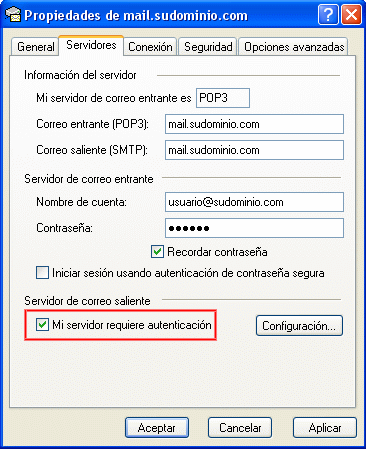 Propiedades de mail.sudominio.com
General Servidores Conexión Seguridad Opciones avanzadas
Información del servidor
Mi servidor de correo entrante es POP3
Correo entrante (POP3): mail.sudominio.com
Correo saliente (SMTP): mail.sudominio.com
Servidor de correo entrante
Nombre de cuenta: usuario@sudominio.com
Contraseña: ●●●●●●
Recordar contraseña
Iniciar sesión usando autenticación de contraseña segura
Servidor de correo saliente
Mi servidor requiere autenticación Configuración...
Aceptar Cancelar Aplicar